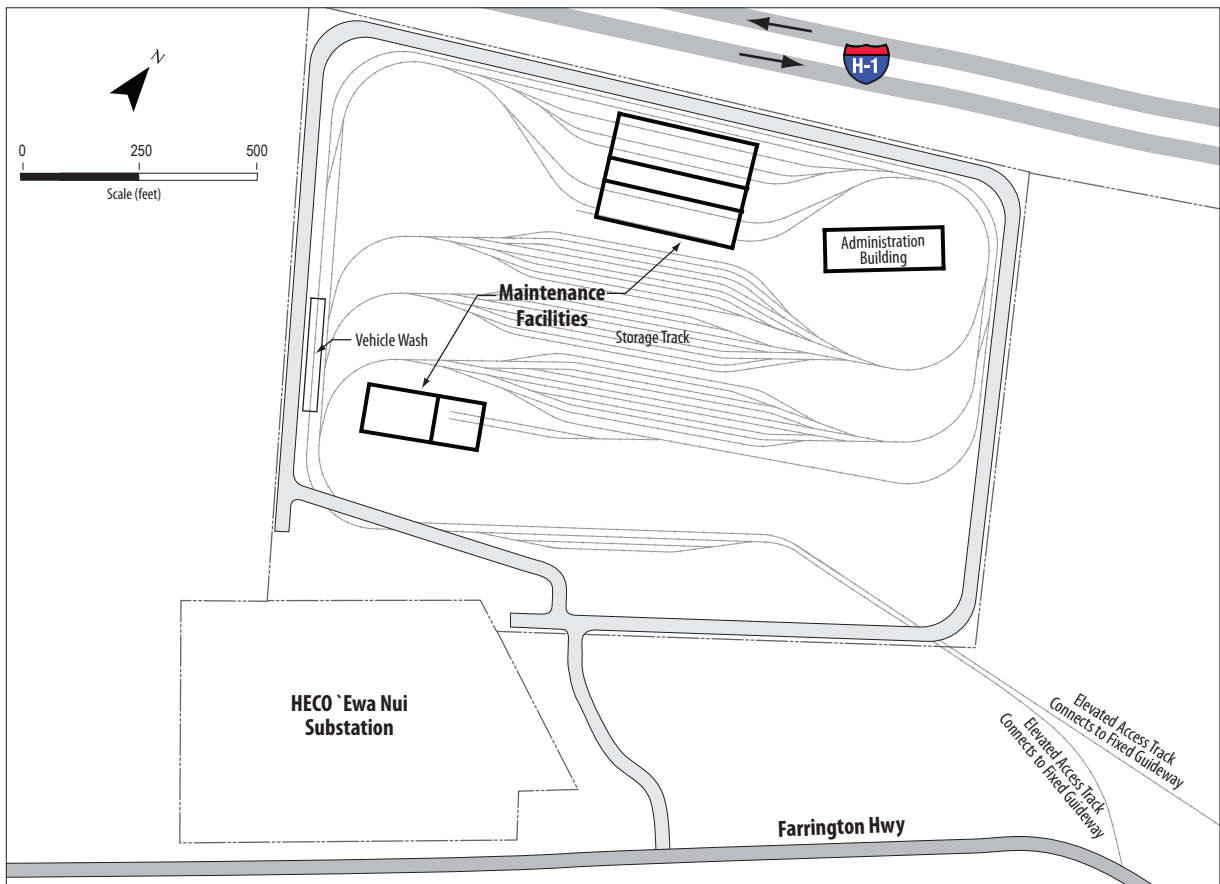 N
H-1
0 250 500
Scale (feet)
Administration
Building
Maintenance
Facilities
Storage Track
Vehicle Wash
HECO `Ewa Nui
Substation
Elevated Access Track
Connects to Fixed Guideway
Elevated Access Track
Connects to Fixed Guideway
Farrington Hwy